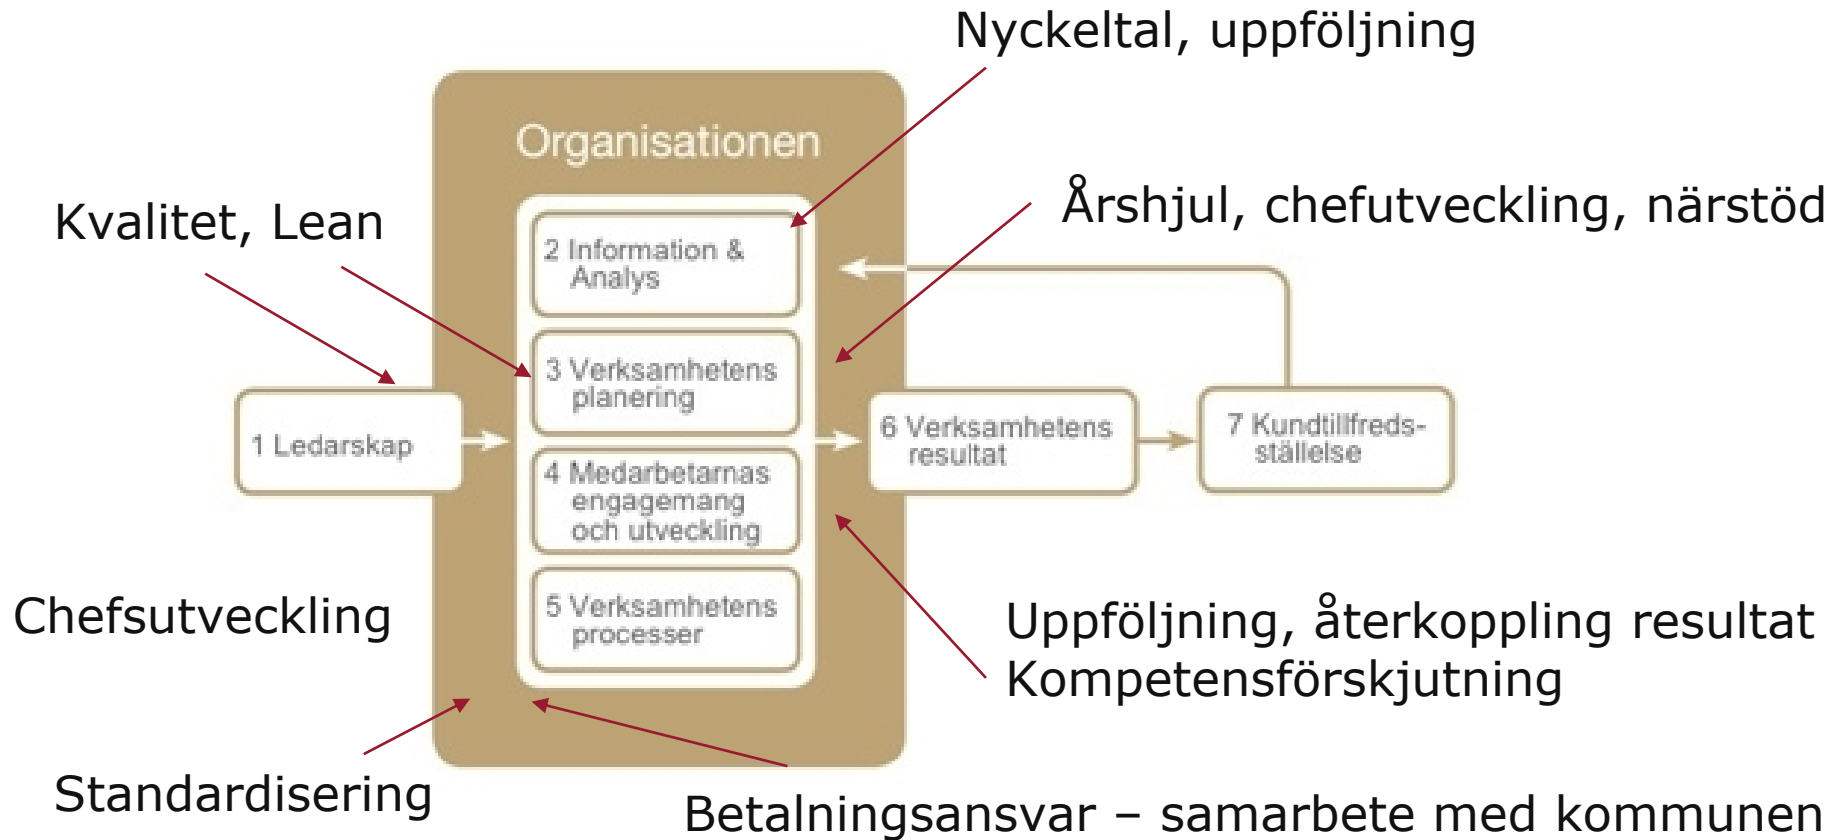 Nyckeltal, uppföljning
Organisationen
Kvalitet, Lean
Årshjul, chefutveckling, närstöd
2 Information &
Analys
3 Verksamhetens
planering
1 Ledarskap
4 Medarbetarnas
engagemang
och utveckling
6 Verksamhetens
resultat
7 Kundtillfreds-
ställelse
5 Verksamhetens
processer
Chefsutveckling
Uppföljning, återkoppling resultat
Kompetensförskjutning
Standardisering
Betalningsansvar – samarbete med kommunen